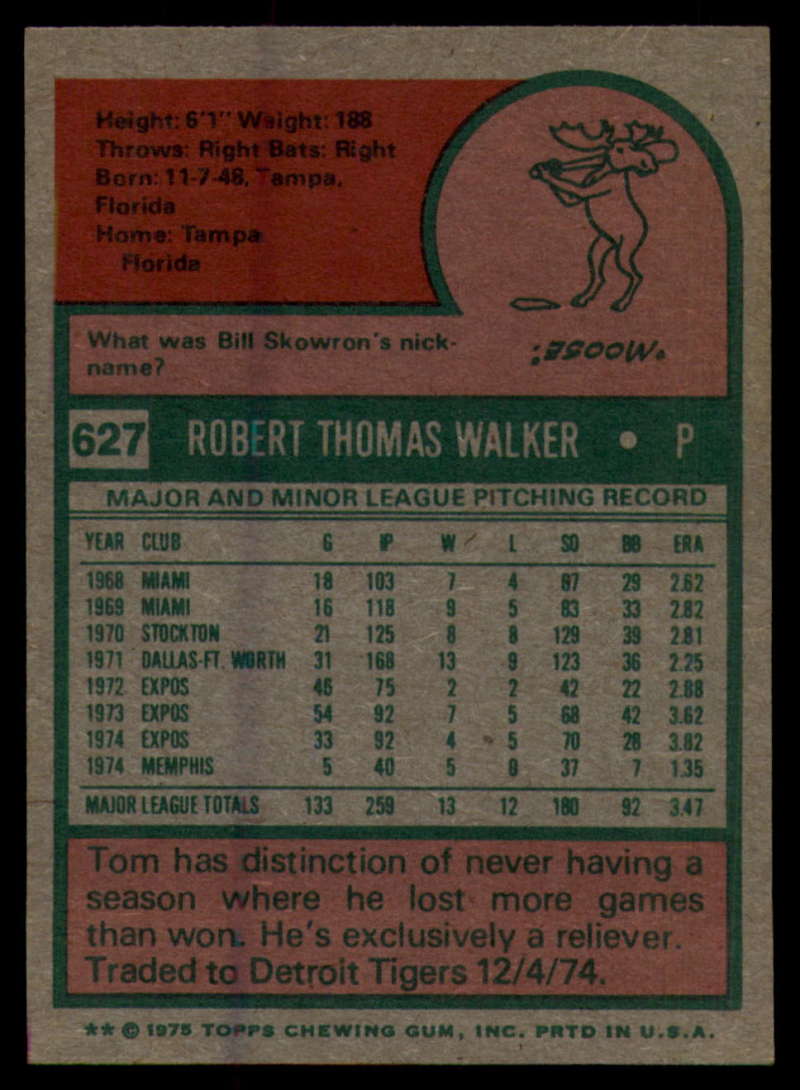 Height: 6'1" Weight: 188
Throws: Right Bats: Right
Born: 11-7-48, Tampa,
Florida
Home: Tampa
Florida
What was Bill Skowron's nick-
name?
"MOOSE."
627 ROBERT THOMAS WALKER • P
MAJOR AND MINOR LEAGUE PITCHING RECORD
YEAR CLUB G IP W L SO BB ERA
1968 MIAMI 18 103 7 4 87 29 2.62
1969 MIAMI 16 118 9 5 83 33 2.82
1970 STOCKTON 21 125 8 8 129 39 2.81
1971 DALLAS-FT. WORTH 31 168 13 9 123 36 2.25
1972 EXPOS 46 75 2 2 42 22 2.88
1973 EXPOS 54 92 7 5 68 42 3.62
1974 EXPOS 33 92 4 5 70 28 3.82
1974 MEMPHIS 5 40 5 0 37 7 1.35
MAJOR LEAGUE TOTALS 133 259 13 12 180 92 3.47
Tom has distinction of never having a
season where he lost more games
than won. He's exclusively a reliever.
Traded to Detroit Tigers 12/4/74.
** © 1975 TOPPS CHEWING GUM, INC. PRTD IN U.S.A.